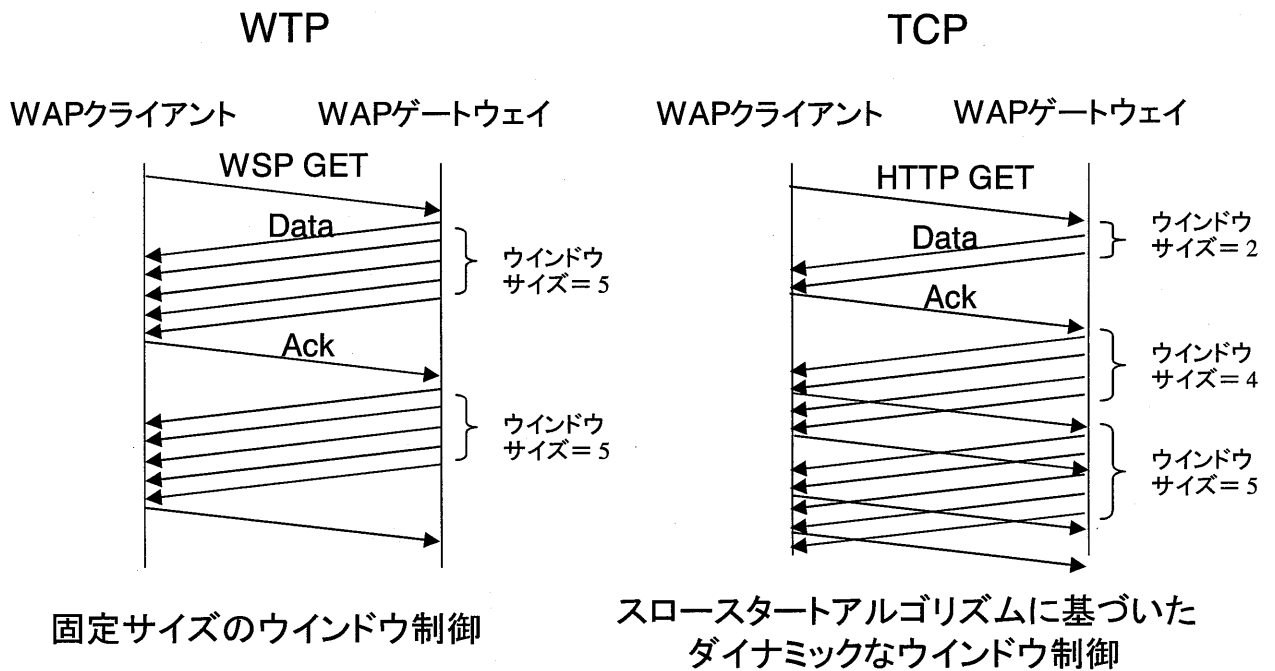 WTP
WAPクライアント
WAPゲートウェイ
WSP GET
Data
ウインドウ
サイズ＝5
Ack
ウインドウ
サイズ＝5
固定サイズのウインドウ制御
TCP
WAPクライアント
WAPゲートウェイ
HTTP GET
ウインドウ
サイズ＝2
Data
Ack
ウインドウ
サイズ＝4
ウインドウ
サイズ＝5
スロースタートアルゴリズムに基づいた
ダイナミックなウインドウ制御